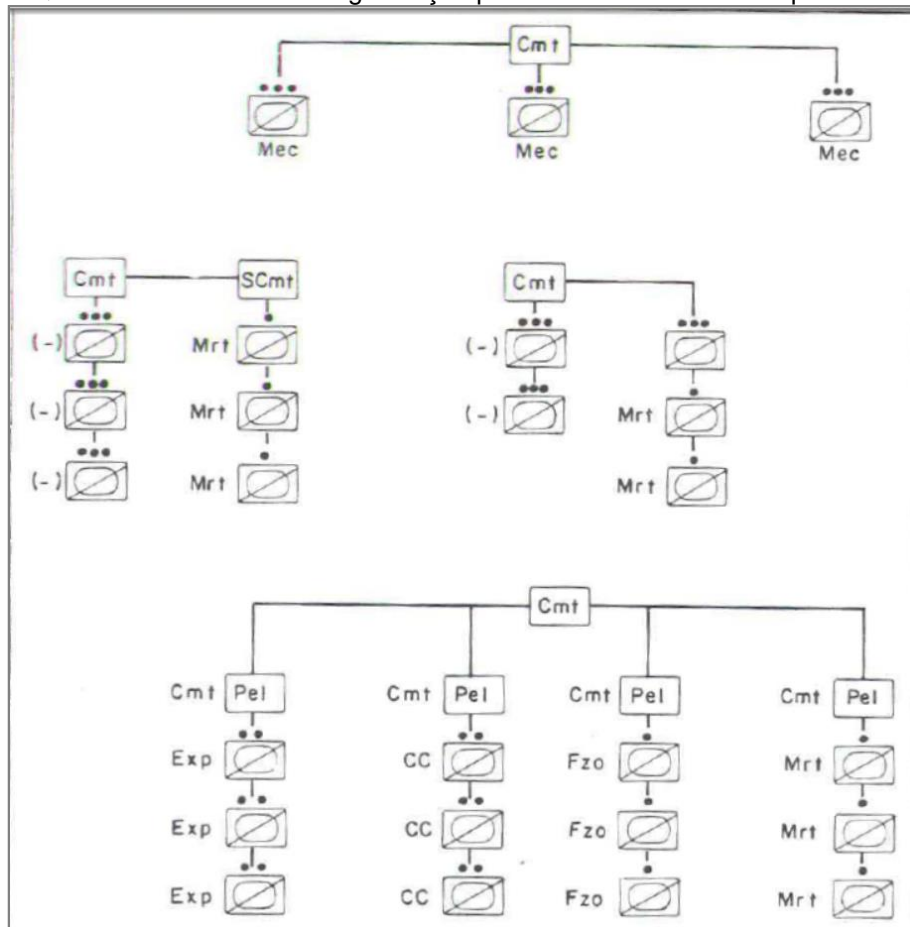 Cmt
Mec Mec Mec
Cmt SCmt Cmt
(-) Mrt (-)
(-) Mrt (-) Mrt
(-) Mrt Mrt
Cmt
Cmt Pel Cmt Pel Cmt Pel Cmt Pel
Exp CC Fzo Mrt
Exp CC Fzo Mrt
Exp CC Fzo Mrt